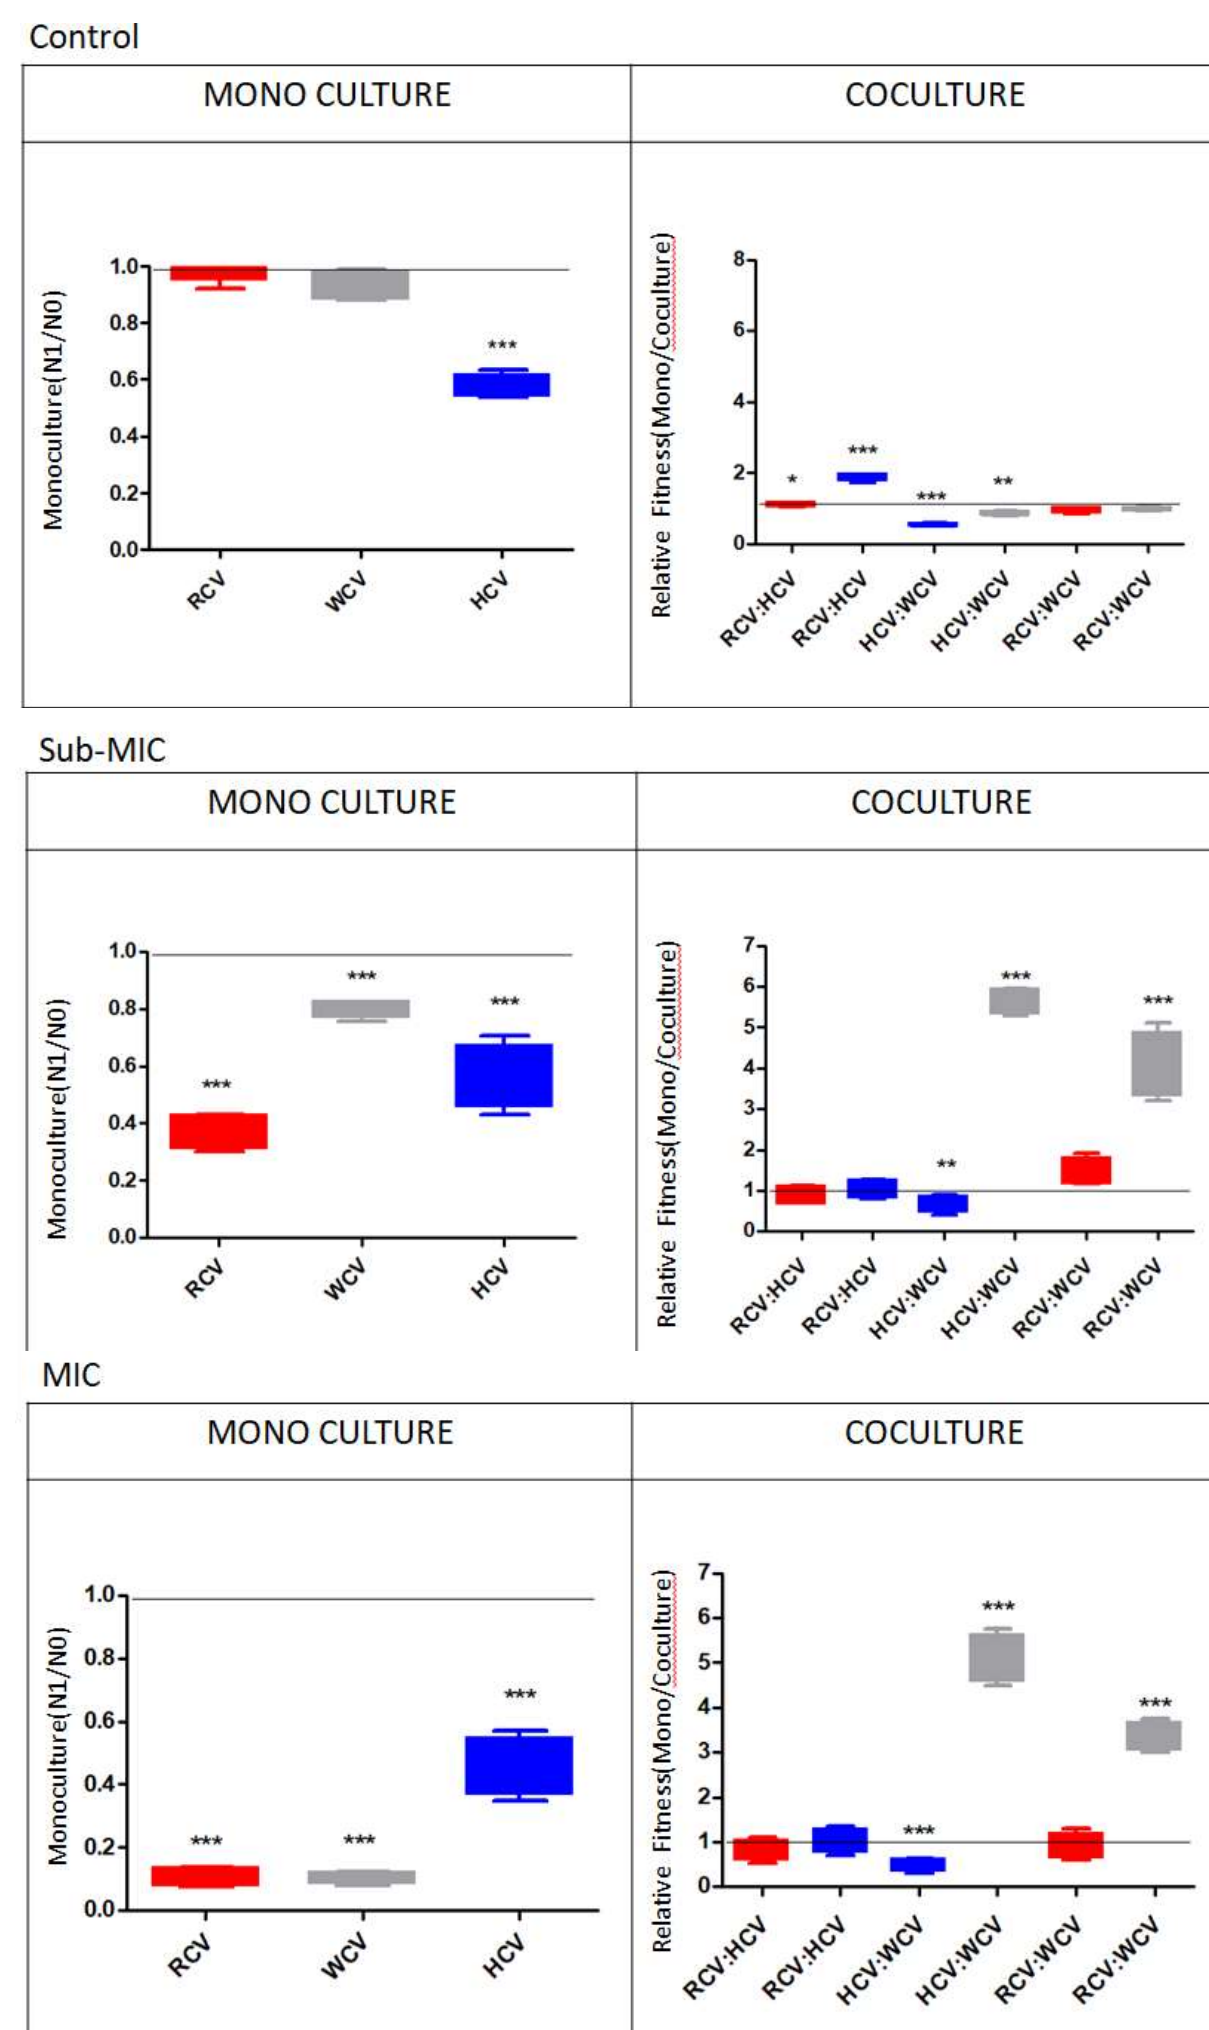 Control
MONO CULTURE
COCULTURE
Monoculture(N1/N0)
1.0
0.8
0.6
0.4
0.2
0.0
***
RCV
WCV
HCV
Relative Fitness(Mono/Coculture)
8
6
4
2
0
*
***
***
**
RCV:HCV
RCV:HCV
HCV:WCV
HCV:WCV
RCV:WCV
RCV:WCV
Sub-MIC
MONO CULTURE
COCULTURE
Monoculture(N1/N0)
1.0
0.8
0.6
0.4
0.2
0.0
***
***
***
RCV
WCV
HCV
Relative Fitness(Mono/Coculture)
7
6
5
4
3
2
1
0
**
***
***
RCV:HCV
RCV:HCV
HCV:WCV
HCV:WCV
RCV:WCV
RCV:WCV
MIC
MONO CULTURE
COCULTURE
Monoculture(N1/N0)
1.0
0.8
0.6
0.4
0.2
0.0
***
***
***
RCV
WCV
HCV
Relative Fitness(Mono/Coculture)
7
6
5
4
3
2
1
0
***
***
***
RCV:HCV
RCV:HCV
HCV:WCV
HCV:WCV
RCV:WCV
RCV:WCV